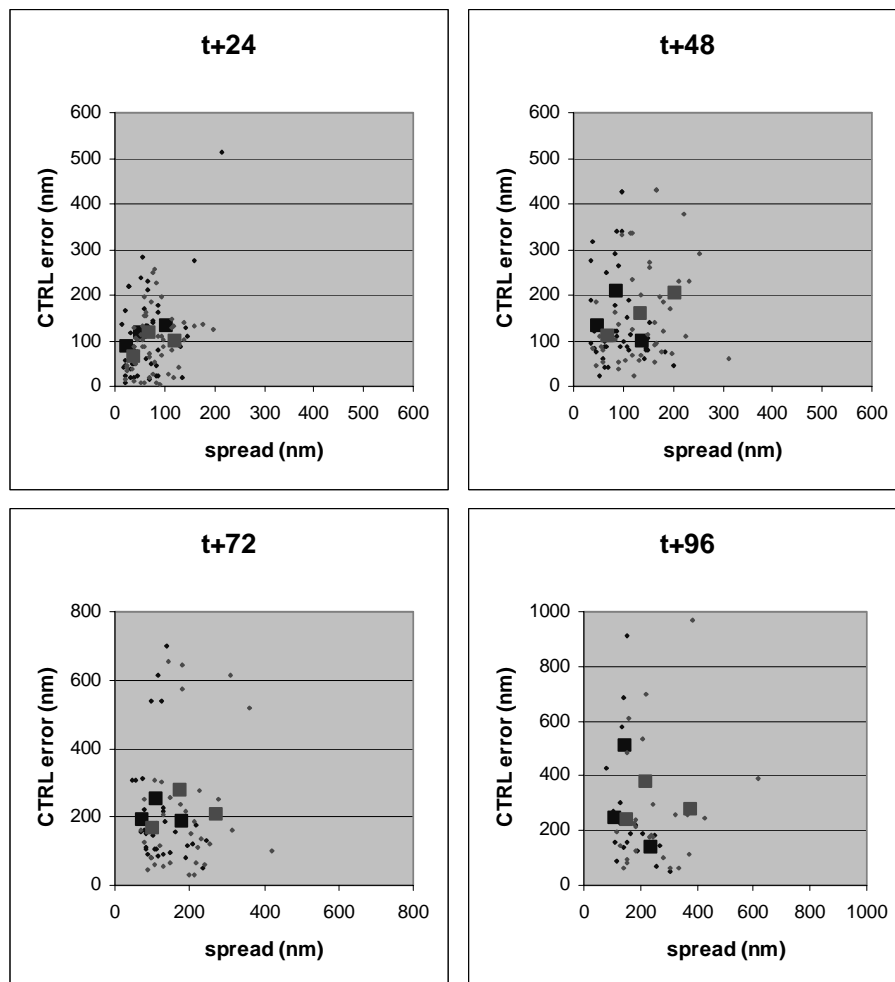 t+24
600
500
400
300
200
100
0
CTRL error (nm)
0 100 200 300 400 500 600
spread (nm)
t+48
600
500
400
300
200
100
0
CTRL error (nm)
0 100 200 300 400 500 600
spread (nm)
t+72
800
600
400
200
0
CTRL error (nm)
0 200 400 600 800
spread (nm)
t+96
1000
800
600
400
200
0
CTRL error (nm)
0 200 400 600 800 1000
spread (nm)